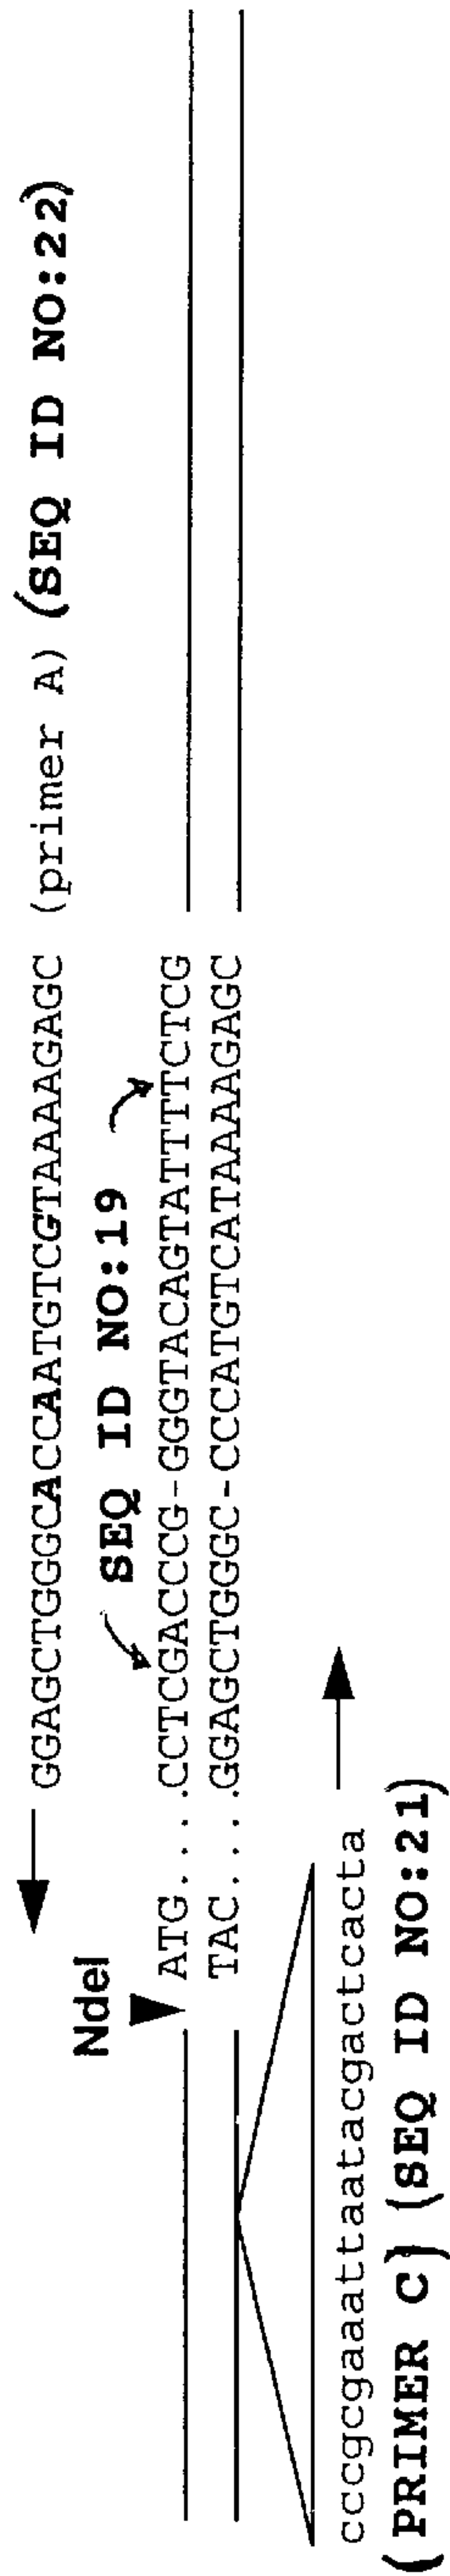 GGAGCTGGGCACCAATGTCGTAAAAGAGC (primer A) (SEQ ID NO:22)
SEQ ID NO:19
NdeI
ATG....CCTCGACCCG-GGGTACAGTATTTTCTCG
TAC....GGAGCTGGGC-CCCATGTCATAAAAGAGC
cccgcgaaattaatacgactcacta
(PRIMER C) (SEQ ID NO:21)